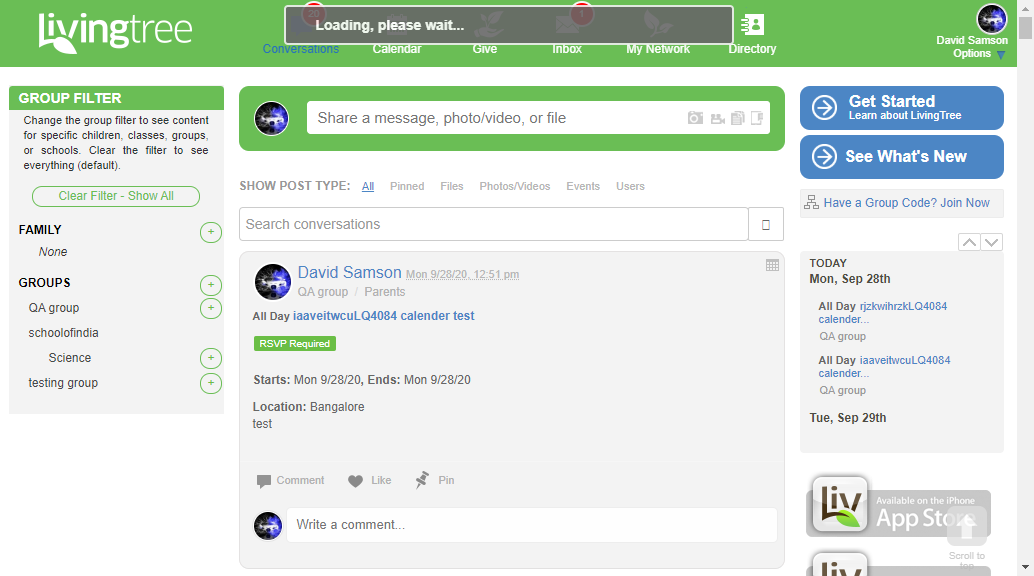 livingtree
20
Loading, please wait...
1
Conversations
Calendar
Give
Inbox
My Network
Directory
David Samson
Options
GROUP FILTER
Change the group filter to see content
for specific children, classes, groups,
or schools. Clear the filter to see
everything (default).
Clear Filter - Show All
FAMILY
None
GROUPS
QA group
schoolofindia
Science
testing group
Share a message, photo/video, or file
SHOW POST TYPE: All Pinned Files Photos/Videos Events Users
Search conversations
David Samson Mon 9/28/20, 12:51 pm
QA group / Parents
All Day iaaveitwcuLQ4084 calender test
RSVP Required
Starts: Mon 9/28/20, Ends: Mon 9/28/20
Location: Bangalore
test
Comment Like Pin
Write a comment...
Get Started
Learn about LivingTree
See What's New
Have a Group Code? Join Now
TODAY
Mon, Sep 28th
All Day rjzkwihrzkLQ4084
calender...
QA group
All Day iaaveitwcuLQ4084
calender...
QA group
Tue, Sep 29th
Liv
Available on the iPhone
App Store
Scroll to
top
Liv